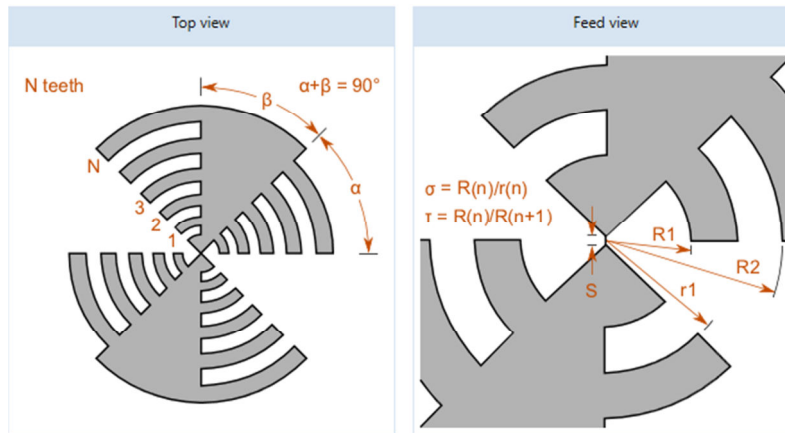 Top view
N teeth
α+β = 90°
β
α
N
3
2
1
Feed view
σ = R(n)/r(n)
τ = R(n)/R(n+1)
R1
R2
r1
S